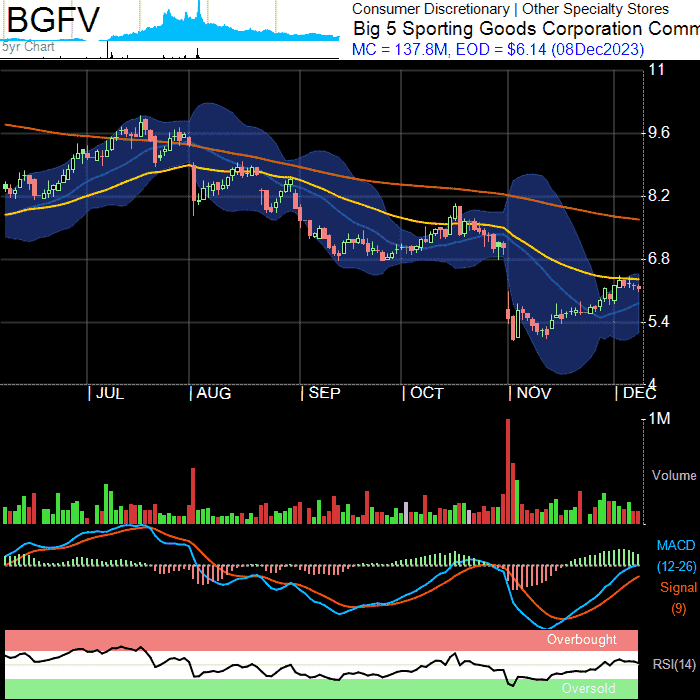 BGFV
5yr Chart
Consumer Discretionary | Other Specialty Stores
Big 5 Sporting Goods Corporation Comm
MC = 137.8M, EOD = $6.14 (08Dec2023)
11
9.6
8.2
6.8
5.4
4
| JUL | AUG | SEP | OCT | NOV | DEC
1M
Volume
MACD
(12-26)
Signal
(9)
Overbought
RSI(14)
Oversold